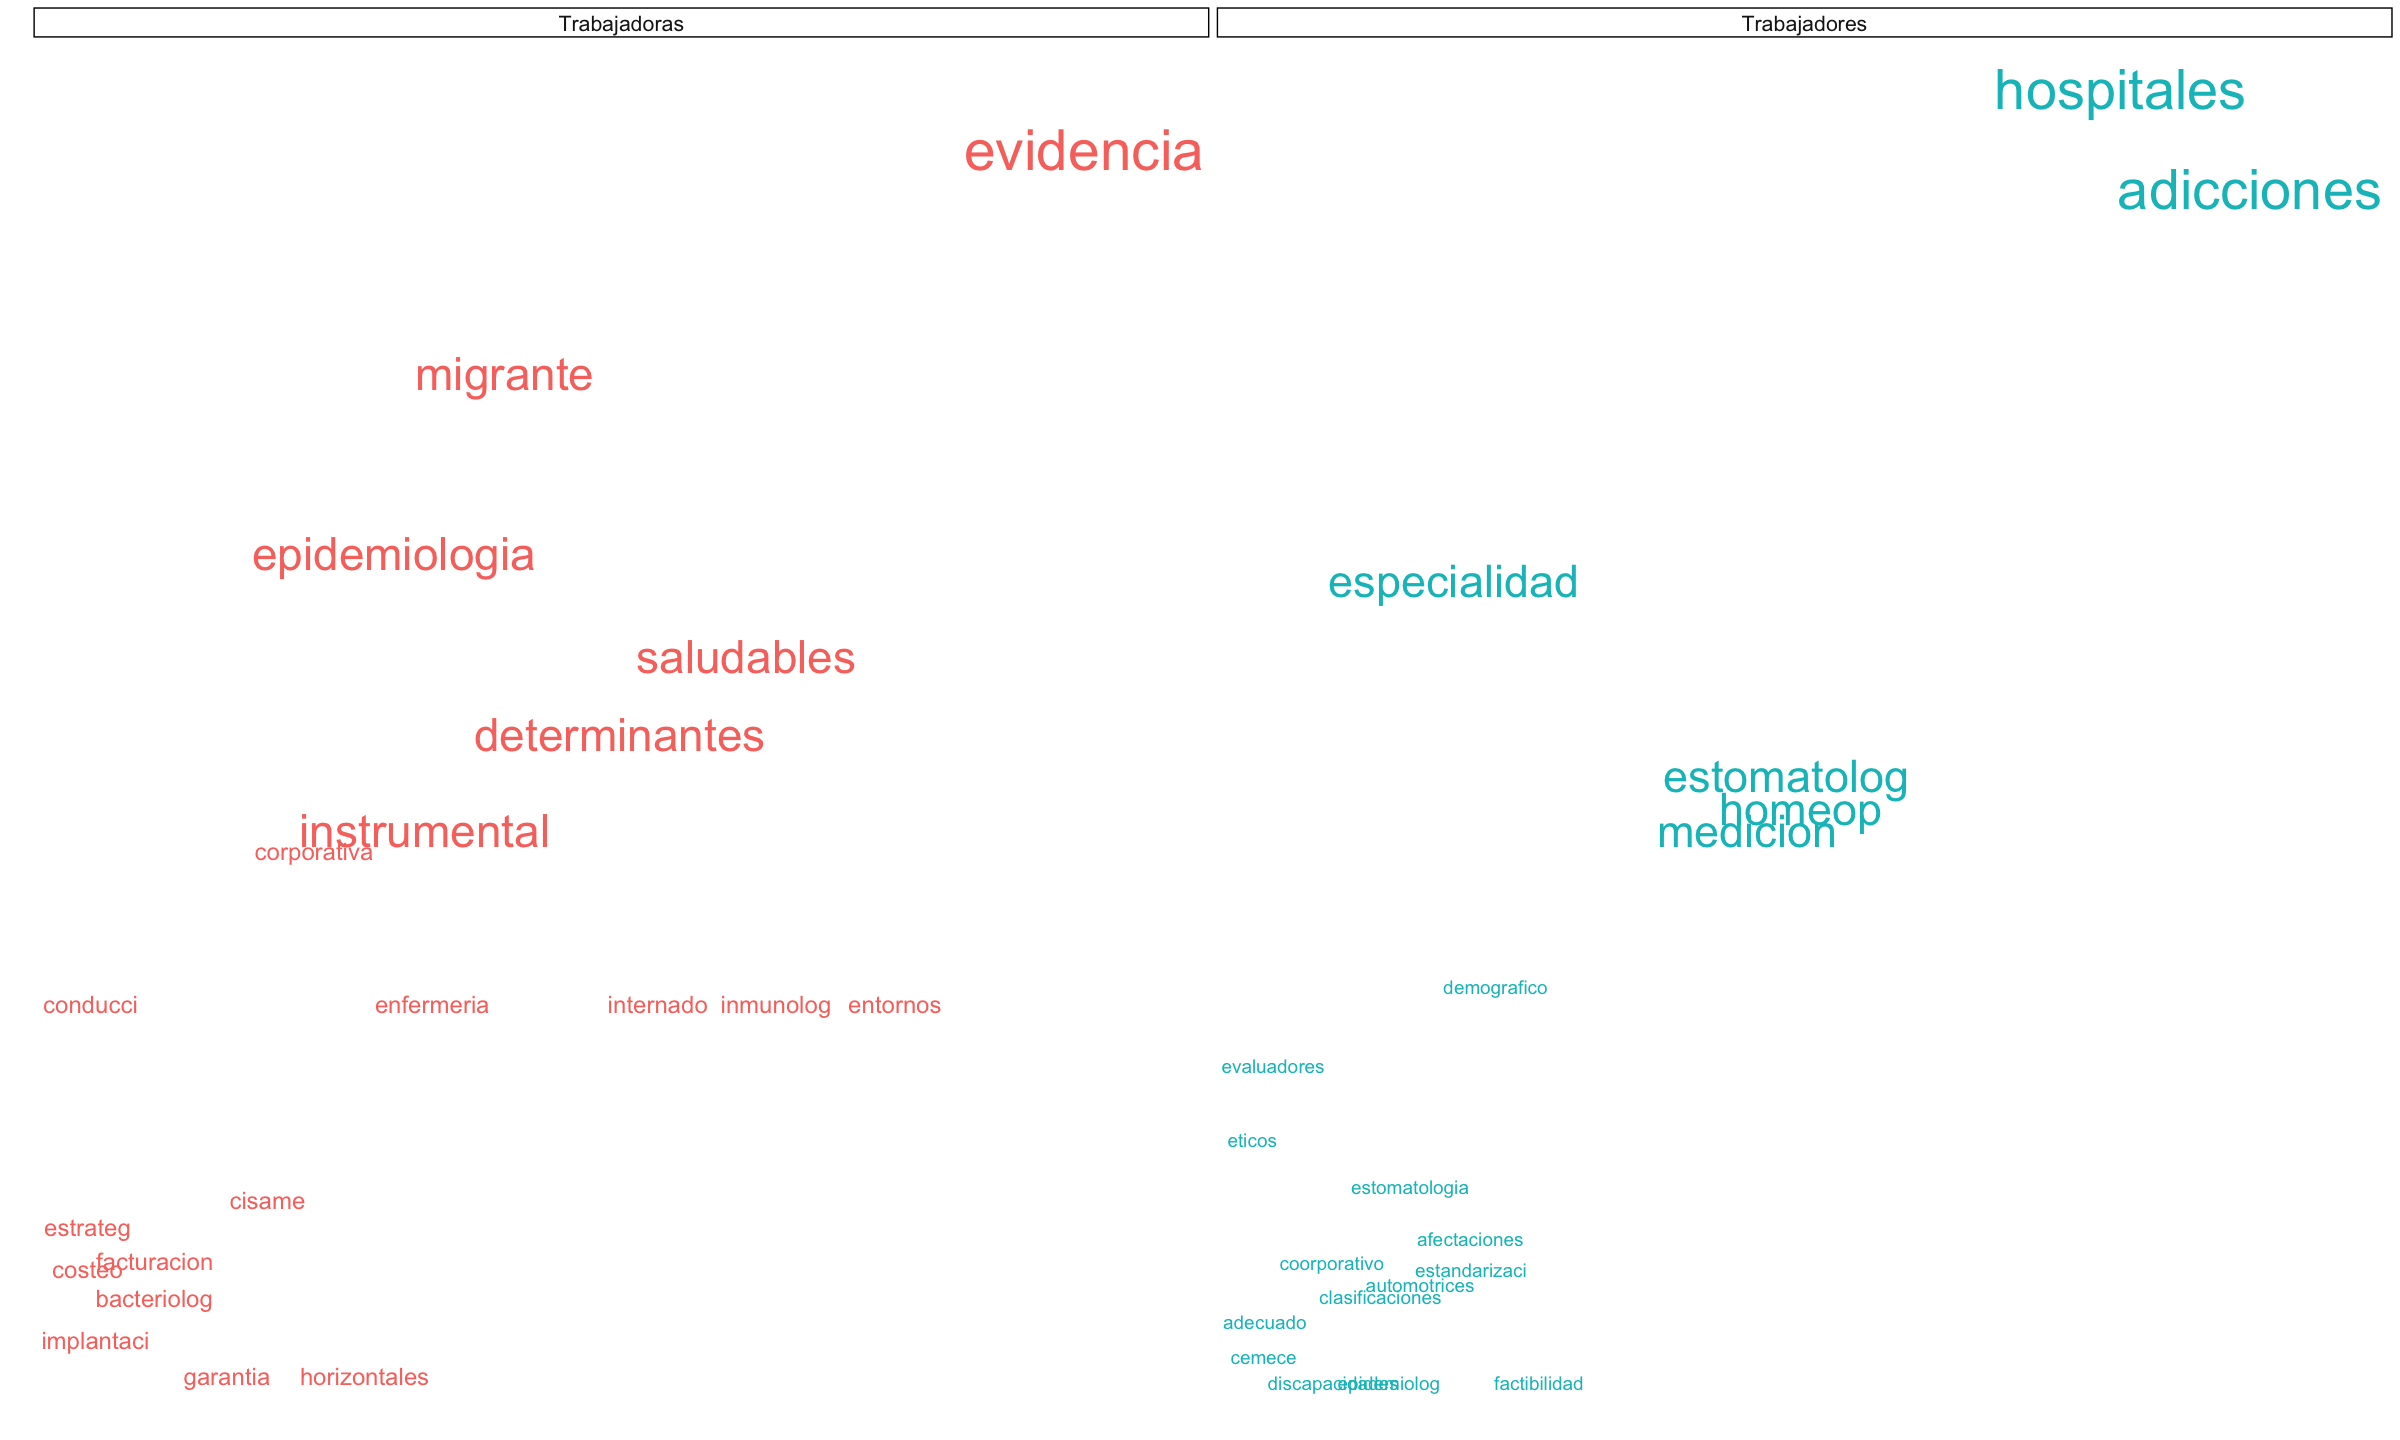 Trabajadoras
evidencia
migrante
epidemiologia
saludables
determinantes
instrumental
corporativa
conducci enfermeria internado inmunolog entornos
cisame
estrateg
facturacion
costeo
bacteriolog
implantaci
garantia horizontales
Trabajadores
hospitales
adicciones
especialidad
estomatolog
homeop
medicion
demografico
evaluadores
eticos
estomatologia
afectaciones
coorporativo
estandarizaci
automotrices
clasificaciones
adecuado
cemece
discapacidades epidemiolog factibilidad